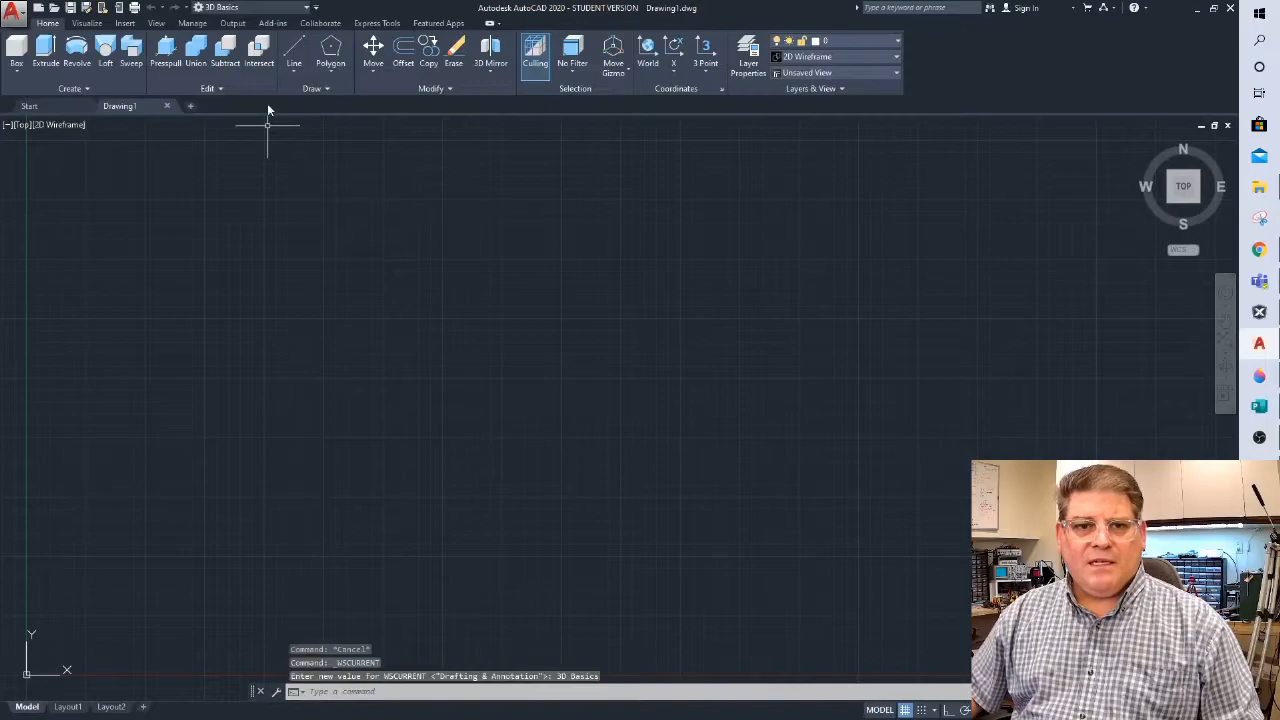 3D Basics
Autodesk AutoCAD 2020 - STUDENT VERSION Drawing1.dwg
Type a keyword or phrase
Sign In
Home Visualize Insert View Manage Output Add-ins Collaborate Express Tools Featured Apps
Box Extrude Revolve Loft Sweep
Presspull Union Subtract Intersect
Line Polygon
Move Offset Copy Erase 3D Mirror
Culling No Filter Move Gizmo
World X 3 Point
Layer Properties
0
2D Wireframe
Unsaved View
Create Edit Draw Modify Selection Coordinates Layers & View
Start Drawing1
[−][Top][2D Wireframe]
N
W TOP E
S
WCS
Y
X
Command: *Cancel*
Command: _WSCURRENT
Enter new value for WSCURRENT <"Drafting & Annotation">: 3D Basics
Type a command
Model Layout1 Layout2
MODEL